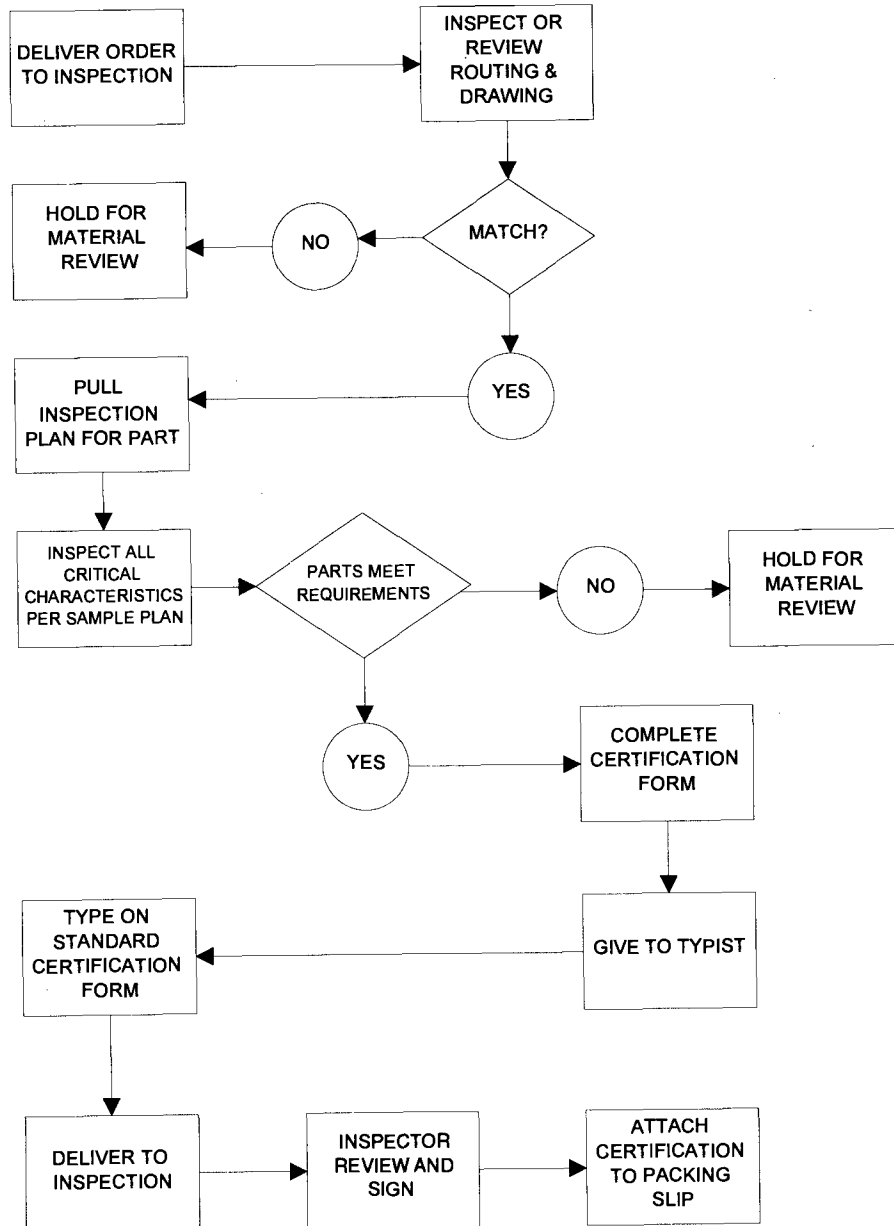 DELIVER ORDER
TO INSPECTION
INSPECT OR
REVIEW
ROUTING &
DRAWING
HOLD FOR
MATERIAL
REVIEW
NO
MATCH?
PULL
INSPECTION
PLAN FOR PART
YES
INSPECT ALL
CRITICAL
CHARACTERISTICS
PER SAMPLE PLAN
PARTS MEET
REQUIREMENTS
NO
HOLD FOR
MATERIAL
REVIEW
YES
COMPLETE
CERTIFICATION
FORM
TYPE ON
STANDARD
CERTIFICATION
FORM
GIVE TO TYPIST
DELIVER TO
INSPECTION
INSPECTOR
REVIEW AND
SIGN
ATTACH
CERTIFICATION
TO PACKING
SLIP